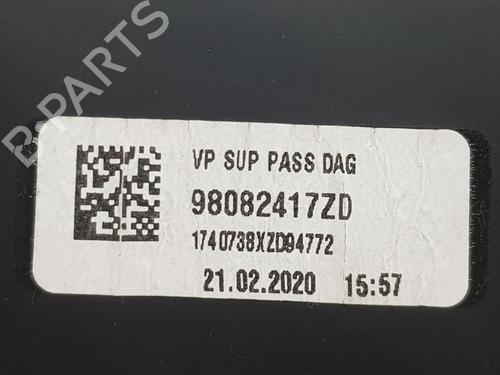 B-PARTS
VP SUP PASS DAG
98082417ZD
1740738XZD94772
21.02.2020 15:57